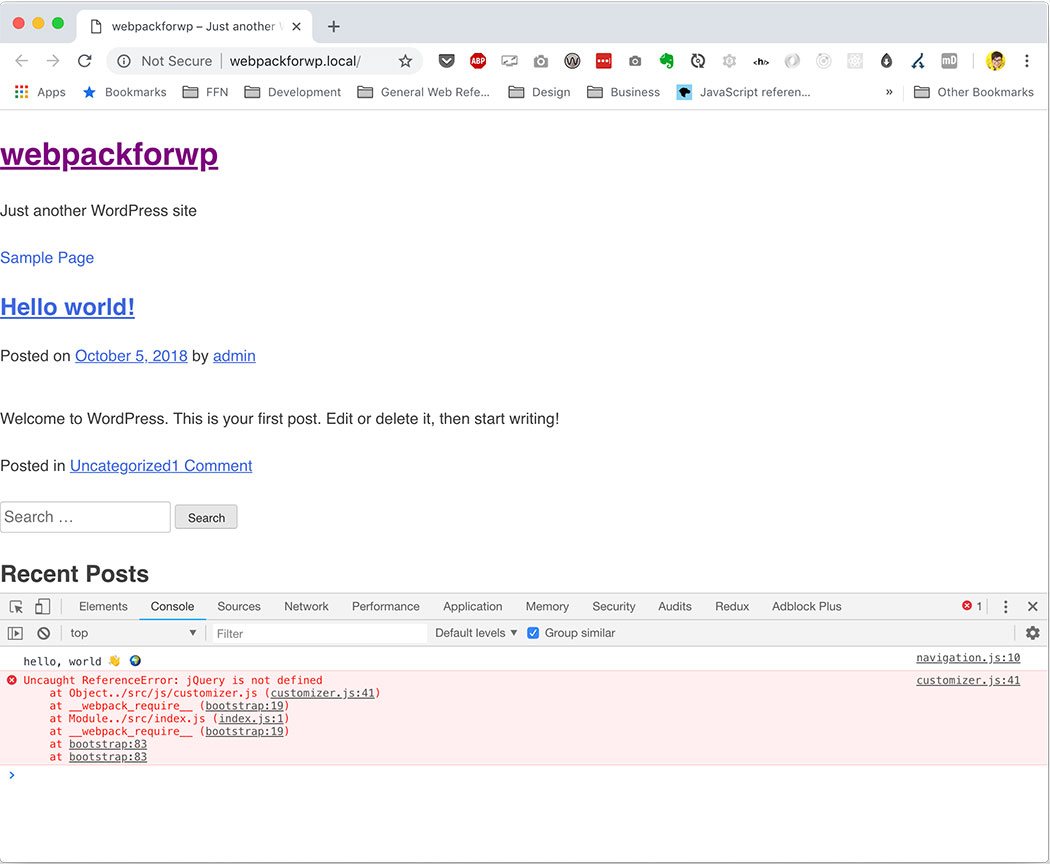 webpackforwp – Just another W
Not Secure webpackforwp.local/
ABP W h/ mD
Apps Bookmarks FFN Development General Web Refe... Design Business JavaScript referen... » Other Bookmarks
webpackforwp
Just another WordPress site
Sample Page
Hello world!
Posted on October 5, 2018 by admin
Welcome to WordPress. This is your first post. Edit or delete it, then start writing!
Posted in Uncategorized1 Comment
Search … Search
Recent Posts
Elements Console Sources Network Performance Application Memory Security Audits Redux Adblock Plus 1
top Filter Default levels Group similar
hello, world 👋 🌍 navigation.js:10
Uncaught ReferenceError: jQuery is not defined customizer.js:41
at Object../src/js/customizer.js (customizer.js:41)
at __webpack_require__ (bootstrap:19)
at Module../src/index.js (index.js:1)
at __webpack_require__ (bootstrap:19)
at bootstrap:83
at bootstrap:83